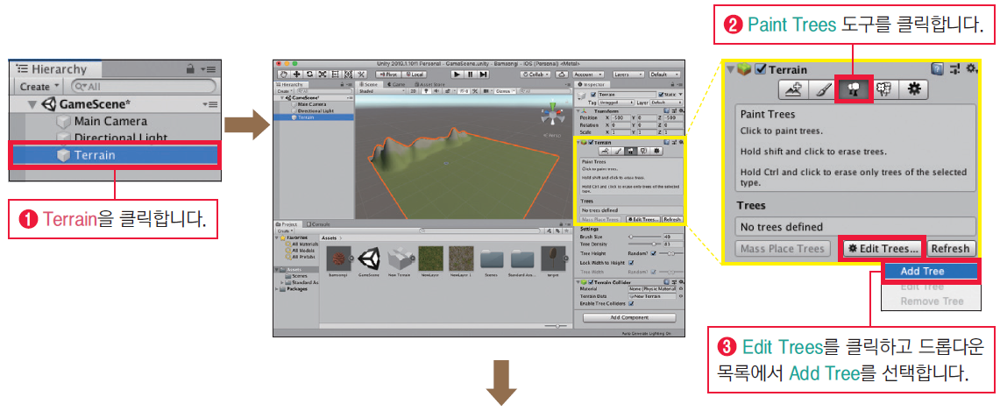 Hierarchy
Create
All
GameScene*
Main Camera
Directional Light
Terrain
❶ Terrain을 클릭합니다.
Unity 2019.1.10f1 Personal - GameScene.unity - Bamsongi - iOS (Personal) <Metal>
Pivot Local
Collab Account Layers Default
Hierarchy
Create All
GameScene*
Main Camera
Directional Light
Terrain
Scene Game Asset Store
Shaded 2D Gizmos All
Persp
Inspector
Terrain Static
Tag Untagged Layer Default
Transform
Position X -500 Y 0 Z -500
Rotation X 0 Y 0 Z 0
Scale X 1 Y 1 Z 1
Terrain
Paint Trees
Click to paint trees.
Hold shift and click to erase trees.
Hold Ctrl and click to erase only trees of the selected
type.
Trees
No trees defined
Mass Place Trees Edit Trees... Refresh
Settings
Brush Size 40
Tree Density
Tree Height Random?
Lock Width to Height
Tree Width Random?
Terrain Collider
Material None (Physic Material)
Terrain Data New Terrain
Enable Tree Colliders
Add Component
Auto Generate Lighting On
Project Console
Create
Favorites
All Materials
All Models
All Prefabs
Assets
Scenes
Standard As
Packages
Assets
Bamsongi GameScene New Terrain NewLayer NewLayer 1 Scenes Standard Ass... target
❷ Paint Trees 도구를 클릭합니다.
Terrain
Paint Trees
Click to paint trees.
Hold shift and click to erase trees.
Hold Ctrl and click to erase only trees of the selected
type.
Trees
No trees defined
Mass Place Trees Edit Trees... Refresh
Add Tree
Edit Tree
Remove Tree
❸ Edit Trees를 클릭하고 드롭다운
목록에서 Add Tree를 선택합니다.